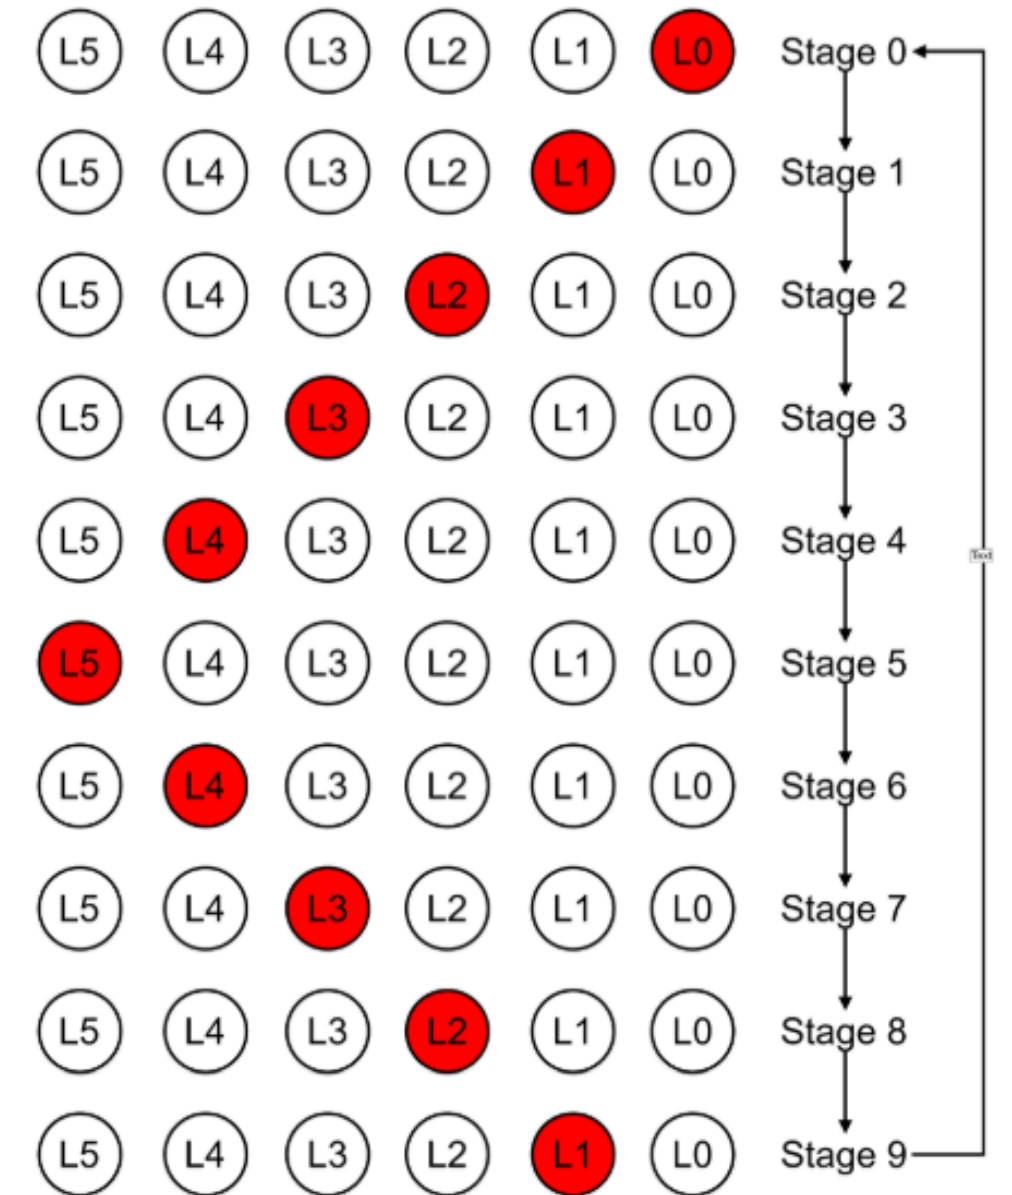 L5 L4 L3 L2 L1 L0 Stage 0
L5 L4 L3 L2 L1 L0 Stage 1
L5 L4 L3 L2 L1 L0 Stage 2
L5 L4 L3 L2 L1 L0 Stage 3
L5 L4 L3 L2 L1 L0 Stage 4
Text
L5 L4 L3 L2 L1 L0 Stage 5
L5 L4 L3 L2 L1 L0 Stage 6
L5 L4 L3 L2 L1 L0 Stage 7
L5 L4 L3 L2 L1 L0 Stage 8
L5 L4 L3 L2 L1 L0 Stage 9